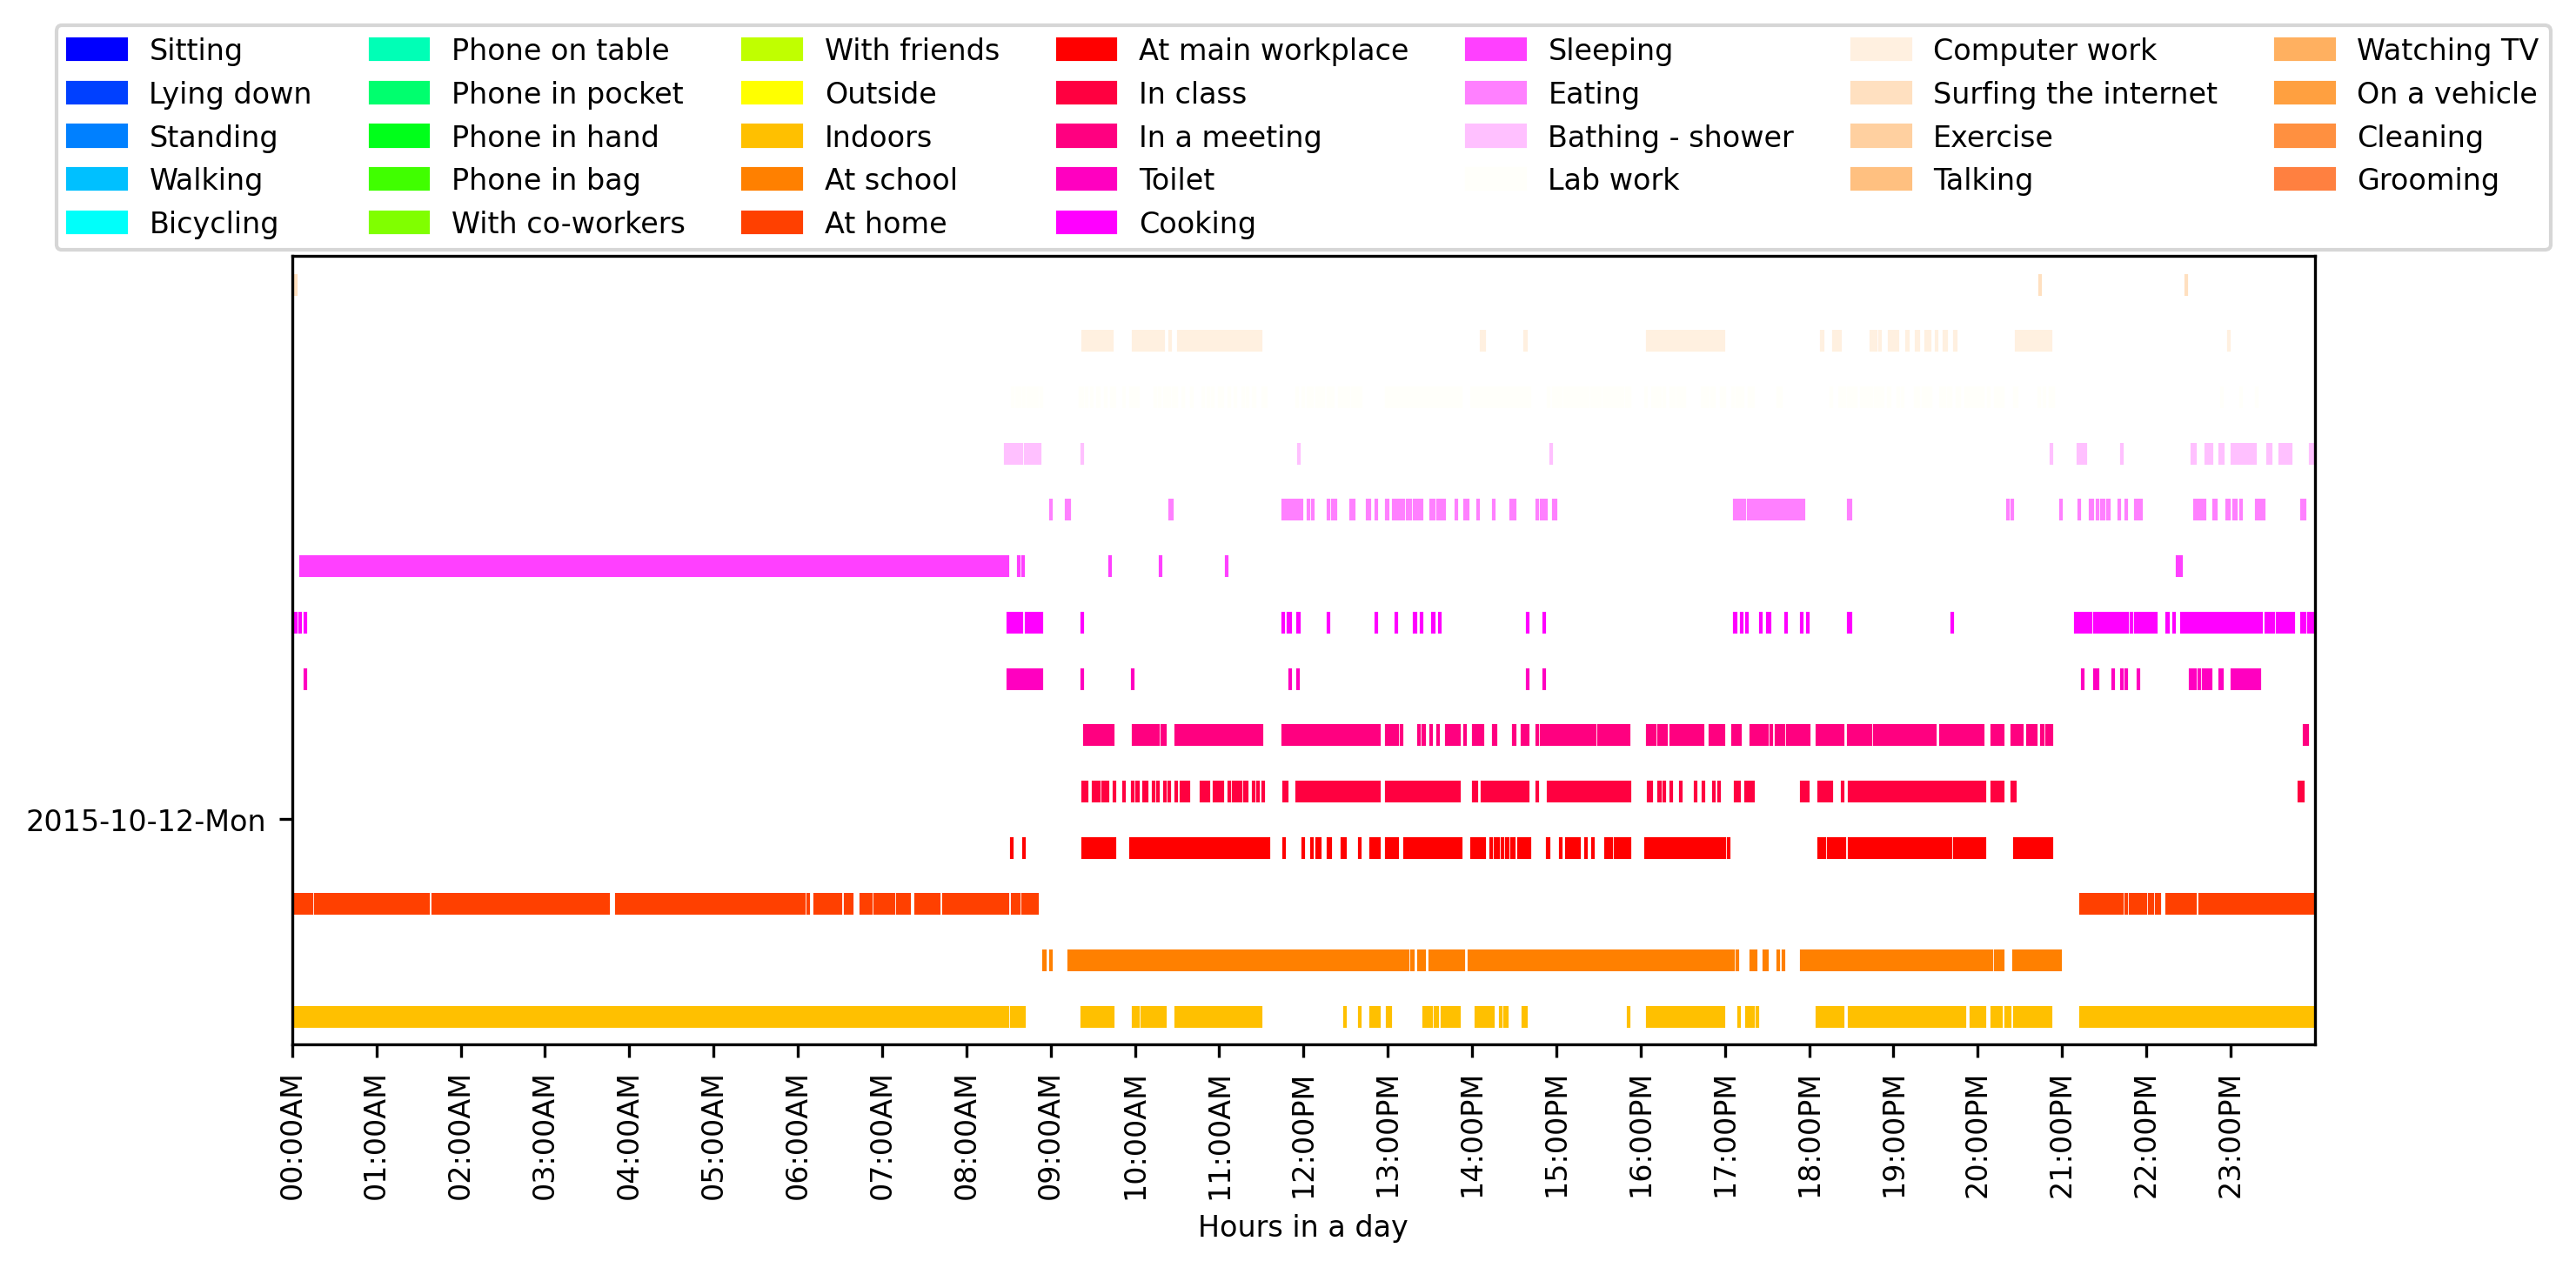 Sitting Phone on table With friends At main workplace Sleeping Computer work Watching TV
Lying down Phone in pocket Outside In class Eating Surfing the internet On a vehicle
Standing Phone in hand Indoors In a meeting Bathing - shower Exercise Cleaning
Walking Phone in bag At school Toilet Lab work Talking Grooming
Bicycling With co-workers At home Cooking
2015-10-12-Mon
00:00AM 01:00AM 02:00AM 03:00AM 04:00AM 05:00AM 06:00AM 07:00AM 08:00AM 09:00AM 10:00AM 11:00AM 12:00PM 13:00PM 14:00PM 15:00PM 16:00PM 17:00PM 18:00PM 19:00PM 20:00PM 21:00PM 22:00PM 23:00PM
Hours in a day